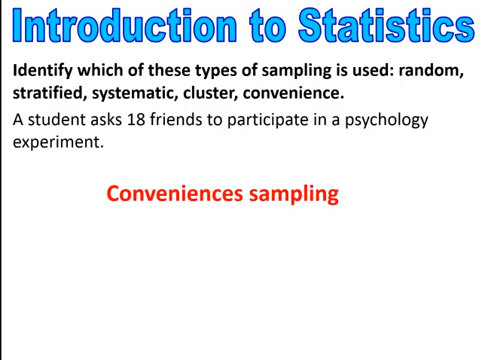 Introduction to Statistics
Identify which of these types of sampling is used: random,
stratified, systematic, cluster, convenience.
A student asks 18 friends to participate in a psychology
experiment.
Conveniences sampling